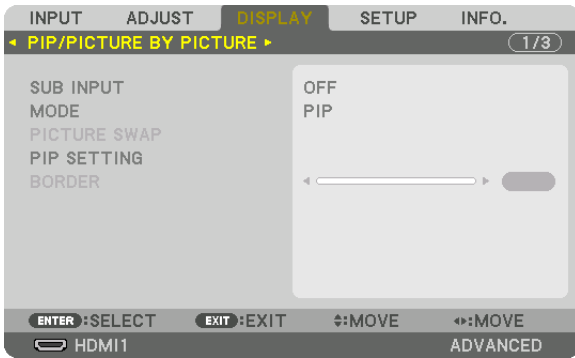 INPUT ADJUST DISPLAY SETUP INFO.
PIP/PICTURE BY PICTURE 1/3
SUB INPUT OFF
MODE PIP
PICTURE SWAP
PIP SETTING
BORDER
ENTER:SELECT EXIT:EXIT MOVE MOVE
HDMI1 ADVANCED